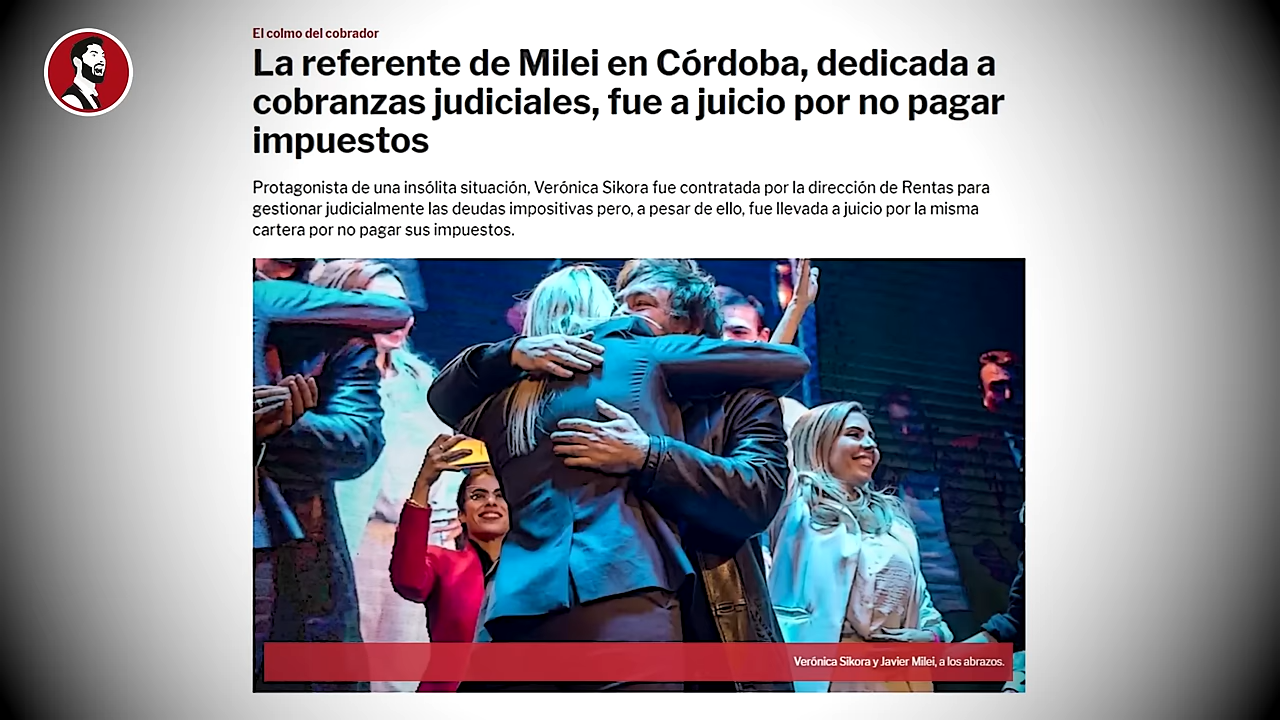 El colmo del cobrador
La referente de Milei en Córdoba, dedicada a
cobranzas judiciales, fue a juicio por no pagar
impuestos
Protagonista de una insólita situación, Verónica Sikora fue contratada por la dirección de Rentas para
gestionar judicialmente las deudas impositivas pero, a pesar de ello, fue llevada a juicio por la misma
cartera por no pagar sus impuestos.
Verónica Sikora y Javier Milei, a los abrazos.